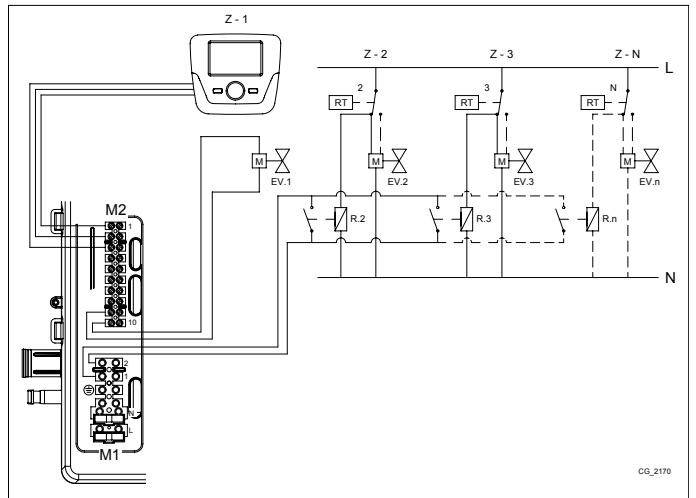 Z - 1
Z - 2
Z - 3
Z - N
L
2
3
N
RT
RT
RT
M
M
M
M
EV.1
EV.2
EV.3
EV.n
M2
1
R.2
R.3
R.n
N
10
2
1
N
L
M1
CG_2170